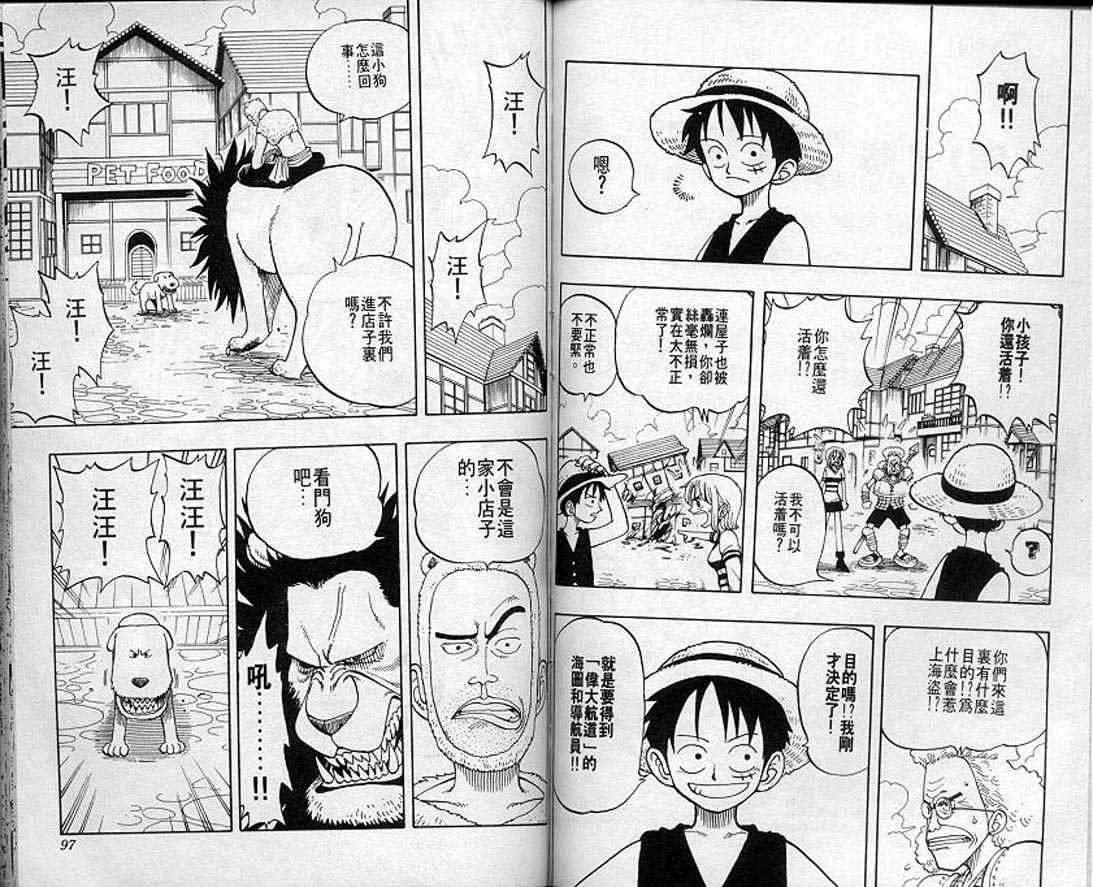 啊!!
嗯?
小孩子!
你還活着!?
你怎麼還
活着!?
?
我不可以
活着嗎?
連屋子也被
轟爛，你卻
絲毫無損，
實在太不正
常了!
不正常也
不要緊。
你們來這
裏有什麼
目的!?為
什麼會惹
上海盜!?
目的嗎!?我剛
才決定了!
就是要得到
「偉大航道」的
海圖和導航員!!
汪!
汪!
這小狗
怎麼回
事……
汪!
PET FOOD
不許我們
進店子裏
嗎?
汪!
汪!
不會是這
家小店子
的…
看門狗
吧…
吼………!!
汪
汪!
汪
汪!
97